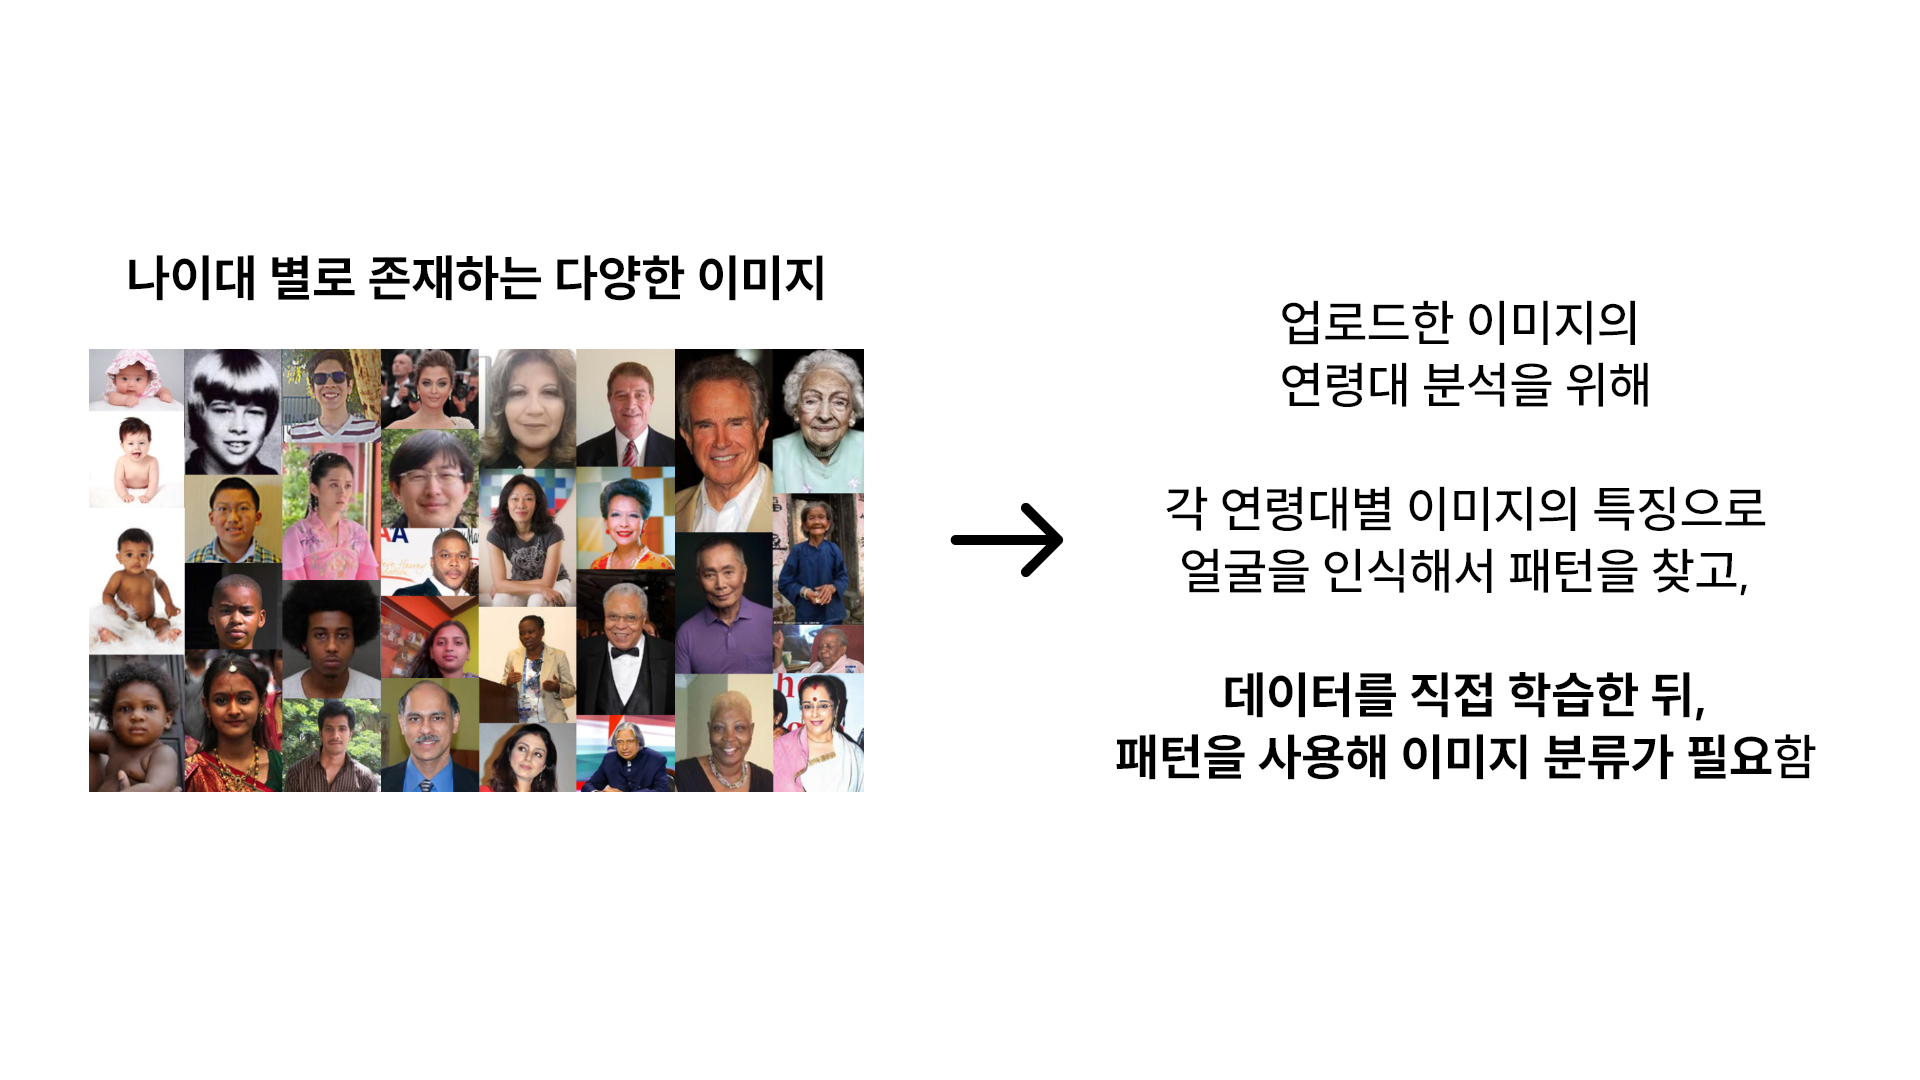 나이대 별로 존재하는 다양한 이미지
업로드한 이미지의
연령대 분석을 위해
각 연령대별 이미지의 특징으로
얼굴을 인식해서 패턴을 찾고,
데이터를 직접 학습한 뒤,
패턴을 사용해 이미지 분류가 필요함